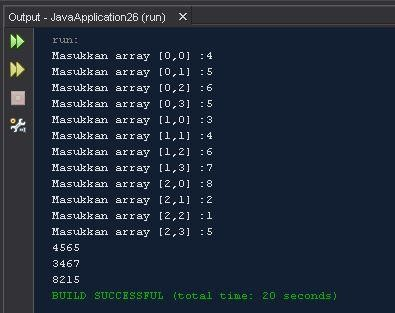 Output - JavaApplication26 (run) ×
run:
Masukkan array [0,0] :4
Masukkan array [0,1] :5
Masukkan array [0,2] :6
Masukkan array [0,3] :5
Masukkan array [1,0] :3
Masukkan array [1,1] :4
Masukkan array [1,2] :6
Masukkan array [1,3] :7
Masukkan array [2,0] :8
Masukkan array [2,1] :2
Masukkan array [2,2] :1
Masukkan array [2,3] :5
4565
3467
8215
BUILD SUCCESSFUL (total time: 20 seconds)